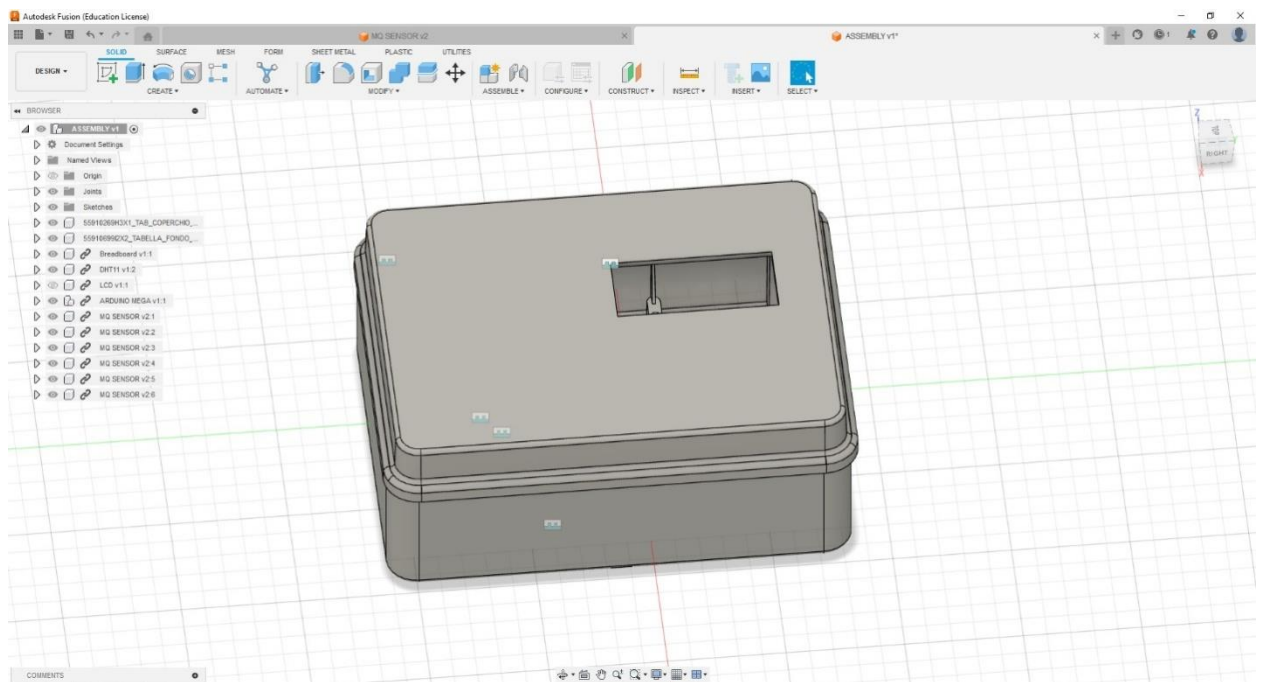 Autodesk Fusion (Education License)
MQ SENSOR v2
ASSEMBLY v1*
1
SOLID SURFACE MESH FORM SHEET METAL PLASTIC UTILITIES
DESIGN
CREATE AUTOMATE MODIFY ASSEMBLE CONFIGURE CONSTRUCT INSPECT INSERT SELECT
BROWSER
ASSEMBLY v1
Document Settings
Named Views
Origin
Joints
Sketches
Breadboard v1:1
DHT11 v1:2
LCD v1:1
ARDUINO MEGA v1:1
MQ SENSOR v2:1
MQ SENSOR v2:2
MQ SENSOR v2:3
MQ SENSOR v2:4
MQ SENSOR v2:5
MQ SENSOR v2:6
Z
RIGHT
COMMENTS